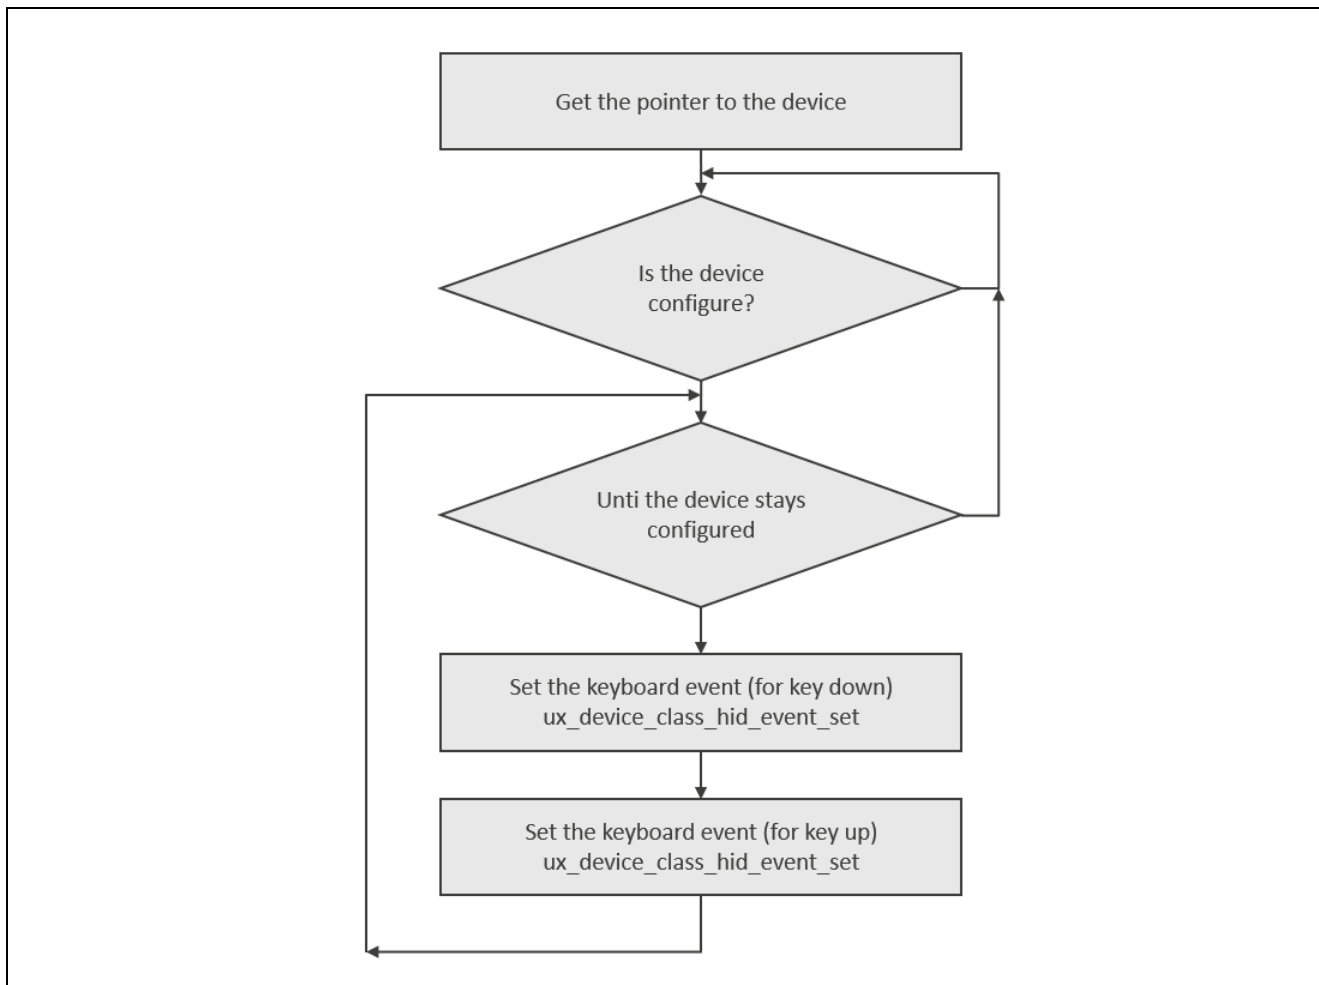 Get the pointer to the device
Is the device
configure?
Unti the device stays
configured
Set the keyboard event (for key down)
ux_device_class_hid_event_set
Set the keyboard event (for key up)
ux_device_class_hid_event_set